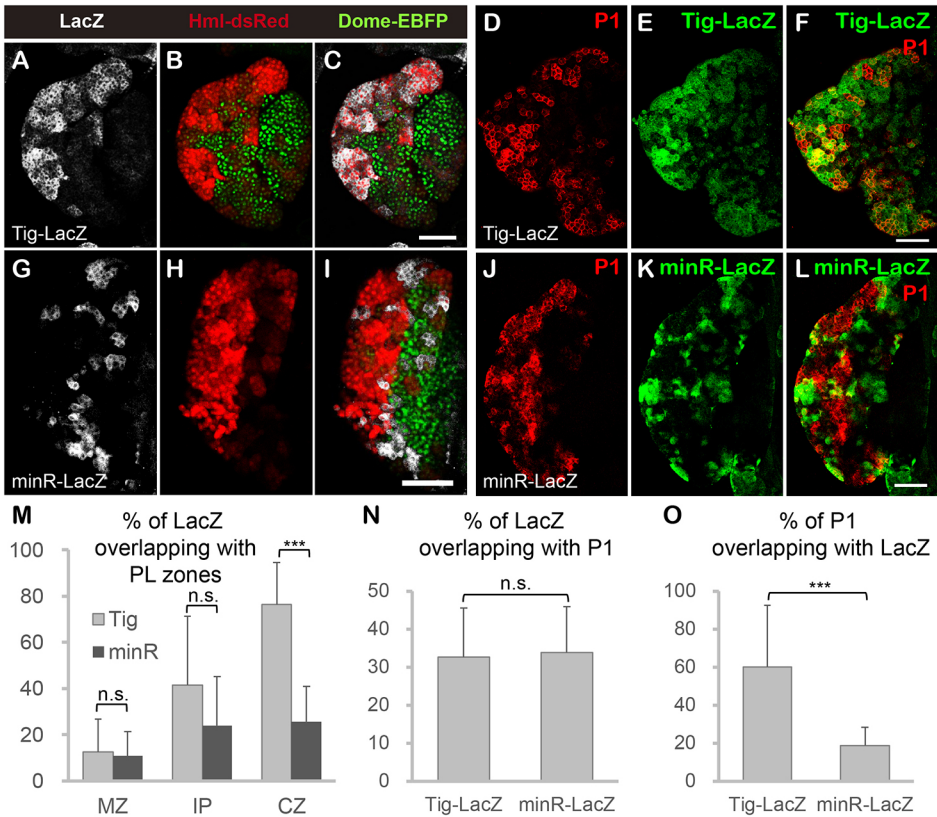 LacZ Hml-dsRed Dome-EBFP
A B C
Tig-LacZ
D P1 E Tig-LacZ F Tig-LacZ
P1
Tig-LacZ
G H I
minR-LacZ
J P1 K minR-LacZ L minR-LacZ
P1
minR-LacZ
M % of LacZ
overlapping with
PL zones
100
80
60
40
20
0
Tig
minR
n.s.
n.s.
***
MZ IP CZ
N % of LacZ
overlapping with P1
50
40
30
20
10
0
n.s.
Tig-LacZ minR-LacZ
O % of P1
overlapping with LacZ
100
80
60
40
20
0
***
Tig-LacZ minR-LacZ